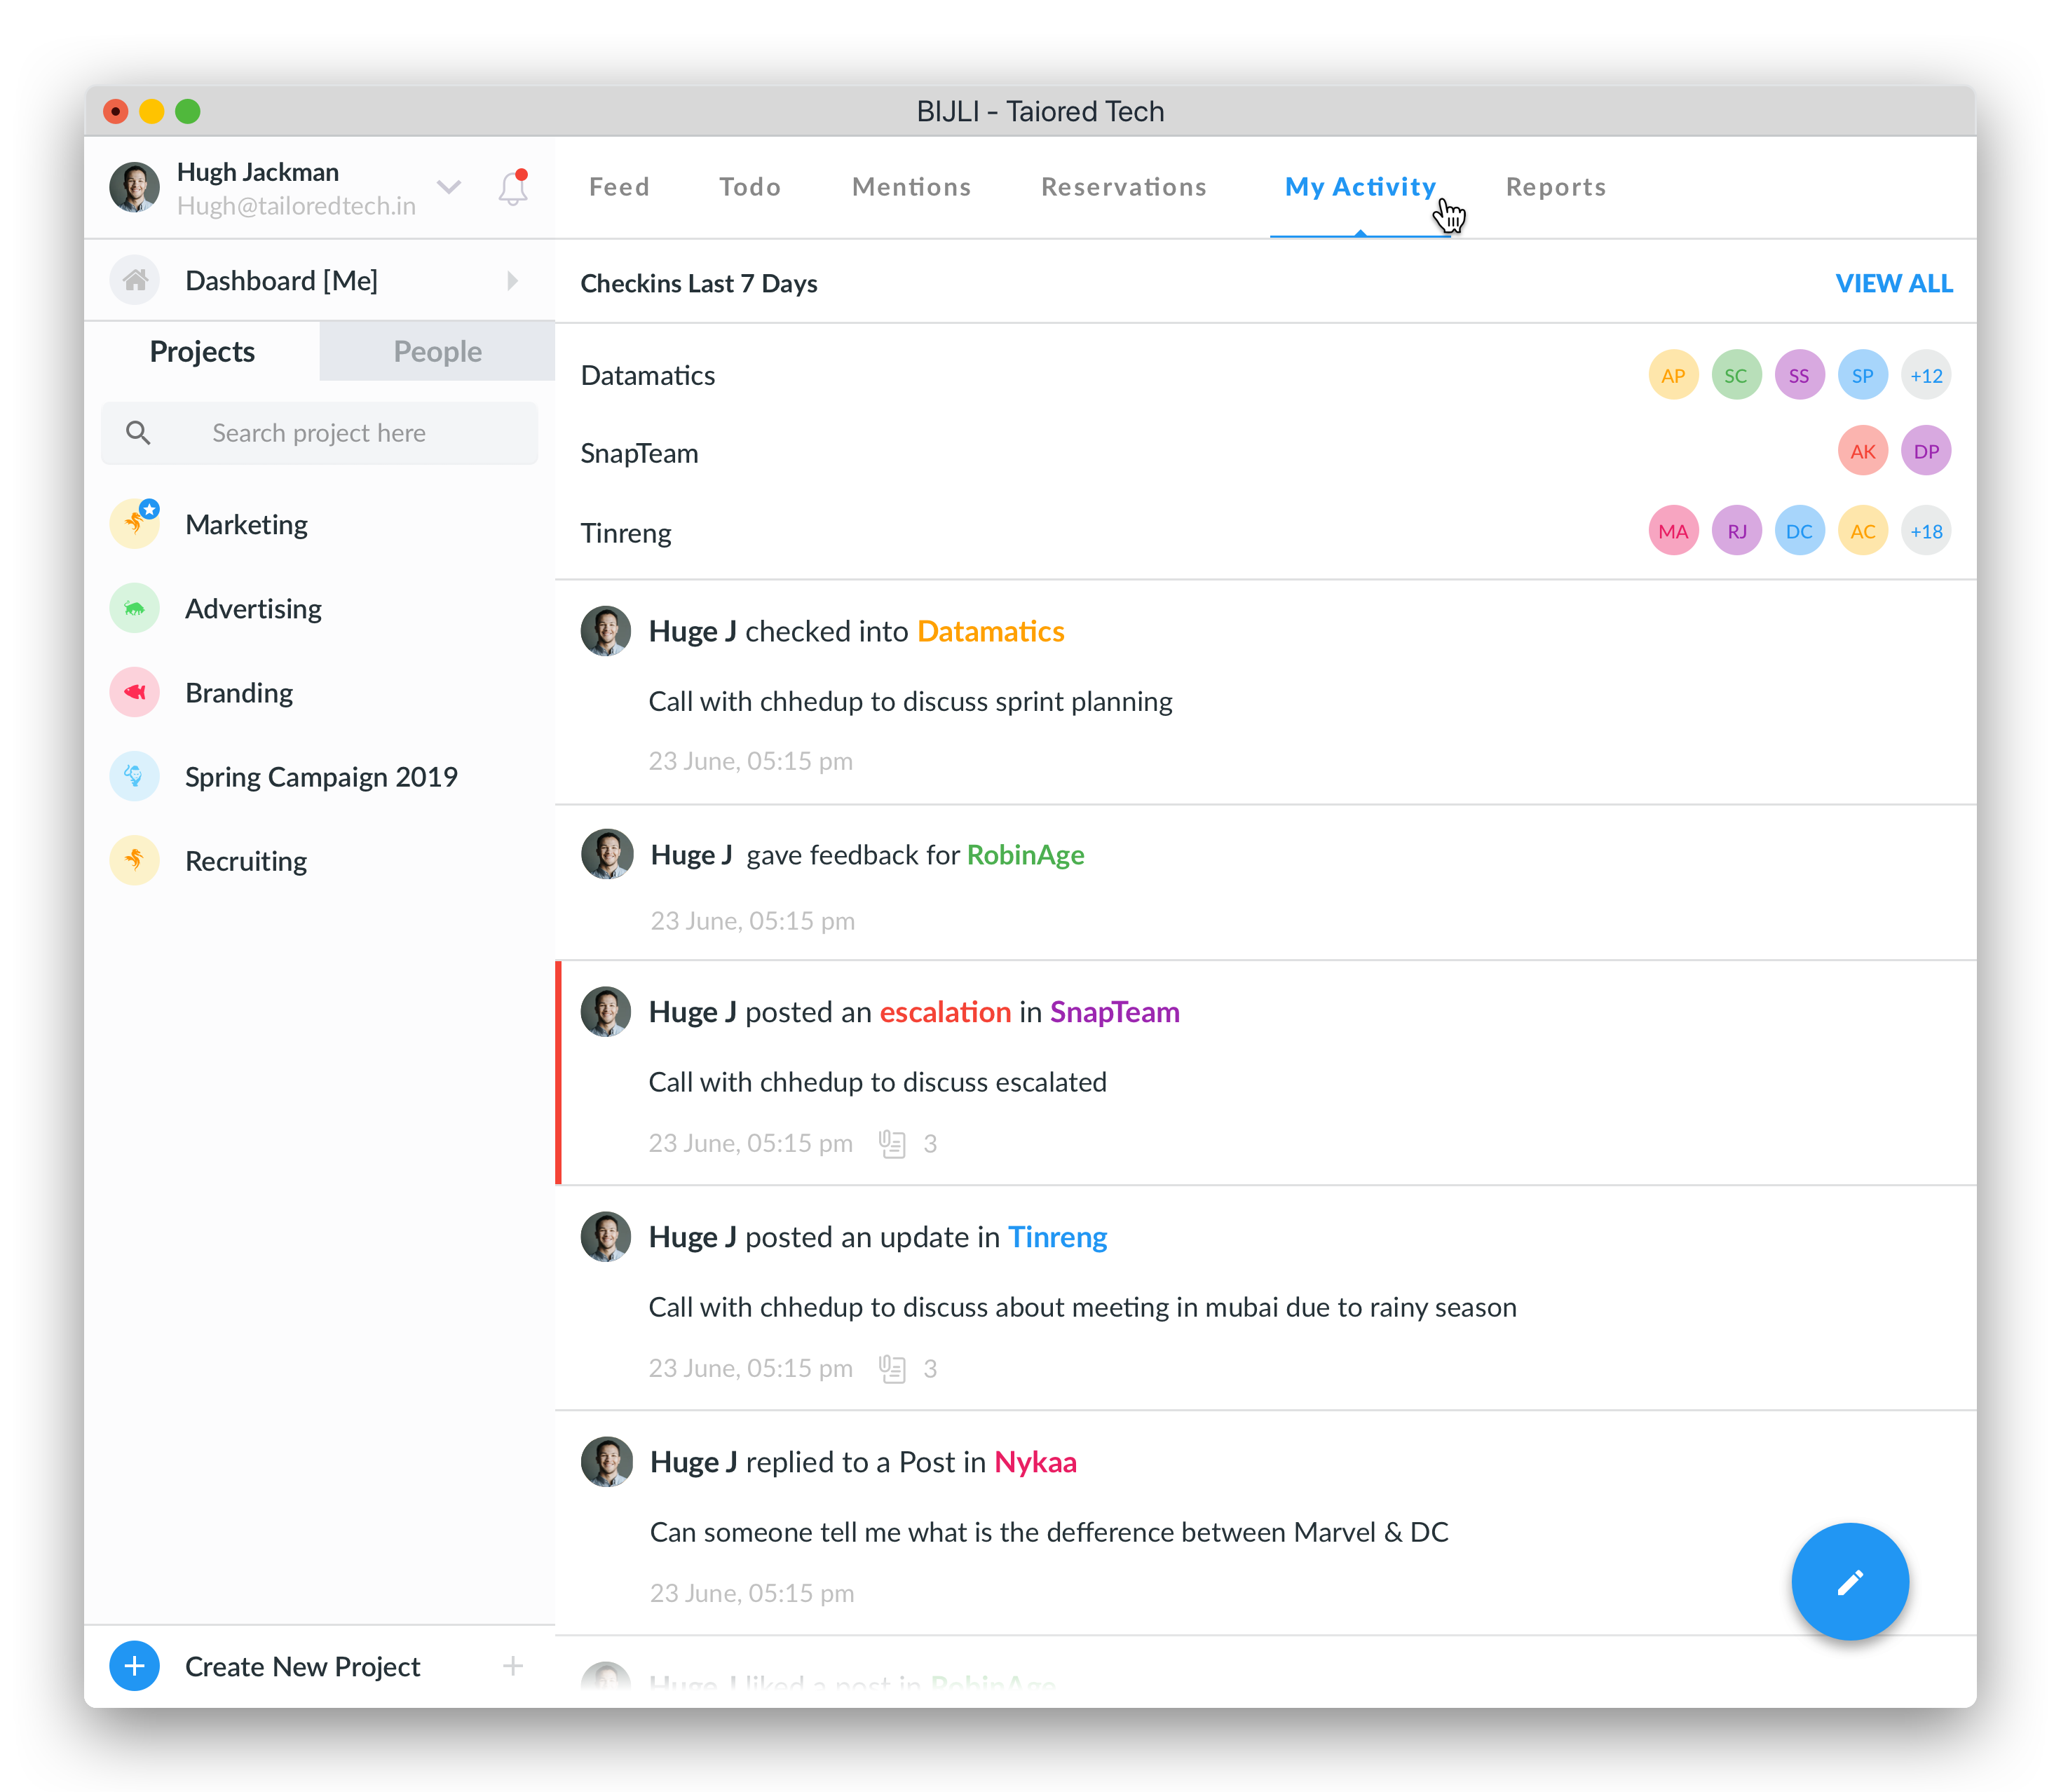 BIJLI - Taiored Tech
Hugh Jackman
Hugh@tailoredtech.in
Feed
Todo
Mentions
Reservations
My Activity
Reports
Dashboard [Me]
Projects
People
Search project here
Marketing
Advertising
Branding
Spring Campaign 2019
Recruiting
Create New Project
Checkins Last 7 Days
VIEW ALL
Datamatics
AP SC SS SP +12
SnapTeam
AK DP
Tinreng
MA RJ DC AC +18
Huge J checked into Datamatics
Call with chhedup to discuss sprint planning
23 June, 05:15 pm
Huge J gave feedback for RobinAge
23 June, 05:15 pm
Huge J posted an escalation in SnapTeam
Call with chhedup to discuss escalated
23 June, 05:15 pm 3
Huge J posted an update in Tinreng
Call with chhedup to discuss about meeting in mubai due to rainy season
23 June, 05:15 pm 3
Huge J replied to a Post in Nykaa
Can someone tell me what is the defference between Marvel & DC
23 June, 05:15 pm
Huge J liked a post in RobinAge